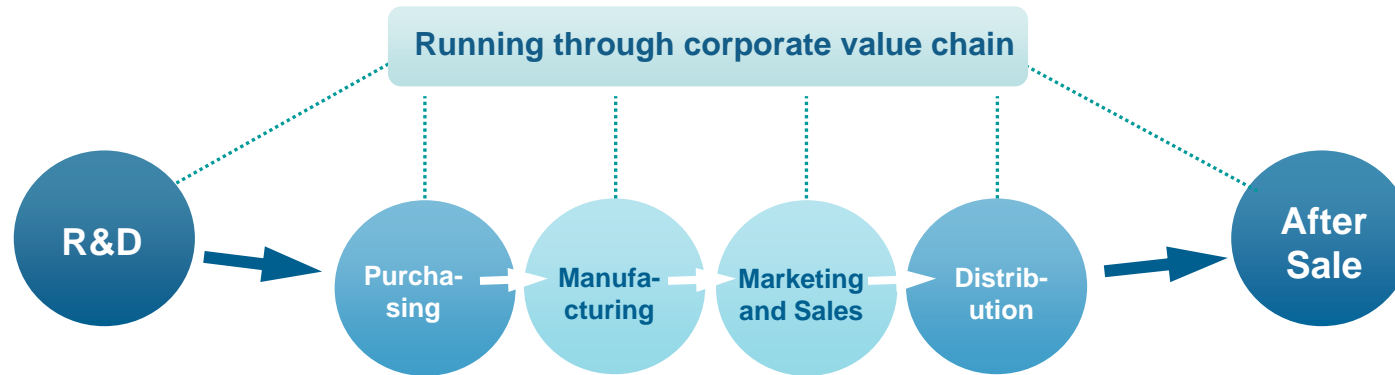 Running through corporate value chain
R&D
Purcha-
sing
Manufa-
cturing
Marketing
and Sales
Distrib-
ution
After
Sale